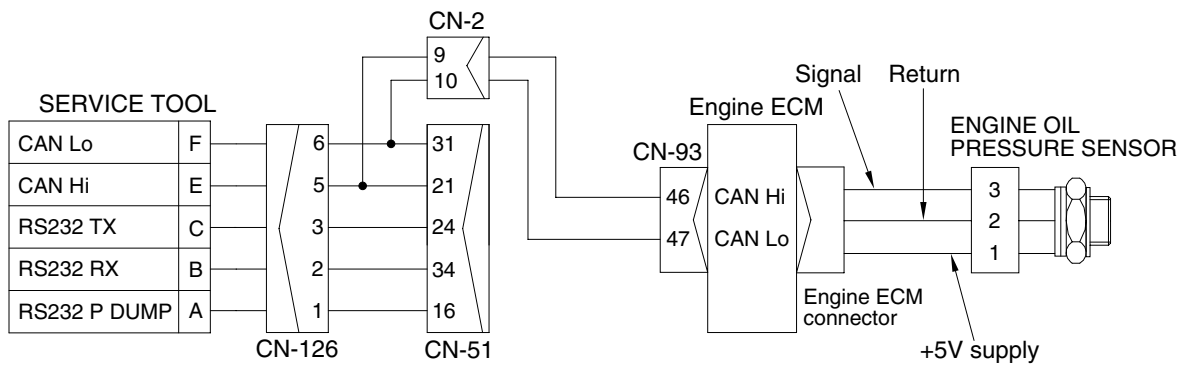 CN-2
9
10
Signal Return
SERVICE TOOL
Engine ECM
ENGINE OIL
PRESSURE SENSOR
CAN Lo F 6 31
CN-93
CAN Hi E 5 21
46 CAN Hi
3
RS232 TX C 3 24
47 CAN Lo
2
RS232 RX B 2 34
1
RS232 P DUMP A 1 16
Engine ECM
connector
CN-126
CN-51
+5V supply